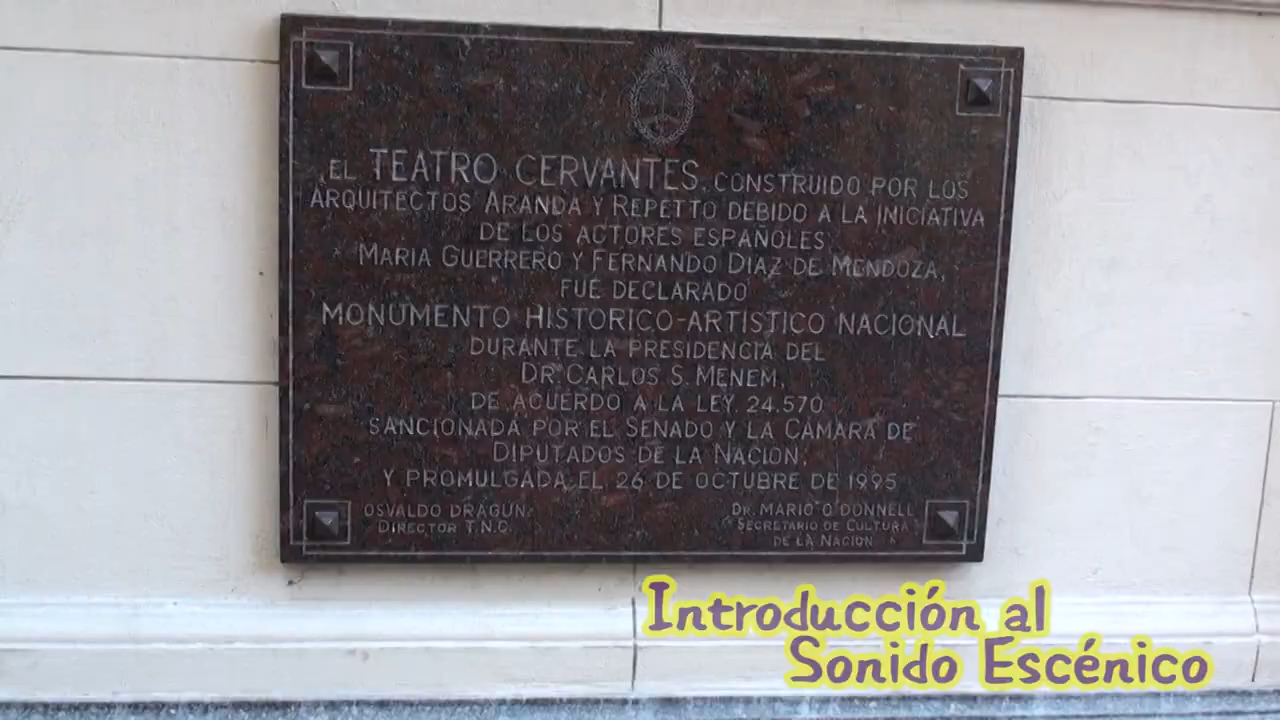 EL TEATRO CERVANTES, CONSTRUIDO POR LOS
ARQUITECTOS ARANDA Y REPETTO DEBIDO A LA INICIATIVA
DE LOS ACTORES ESPAÑOLES
MARIA GUERRERO Y FERNANDO DIAZ DE MENDOZA,
FUE DECLARADO
MONUMENTO HISTORICO-ARTISTICO NACIONAL
DURANTE LA PRESIDENCIA DEL
DR. CARLOS S. MENEM,
DE ACUERDO A LA LEY 24.570
SANCIONADA POR EL SENADO Y LA CAMARA DE
DIPUTADOS DE LA NACION,
Y PROMULGADA EL 26 DE OCTUBRE DE 1995
OSVALDO DRAGUN
DIRECTOR T.N.C.
DR. MARIO O'DONNELL
SECRETARIO DE CULTURA
DE LA NACION
Introducción al
Sonido Escénico